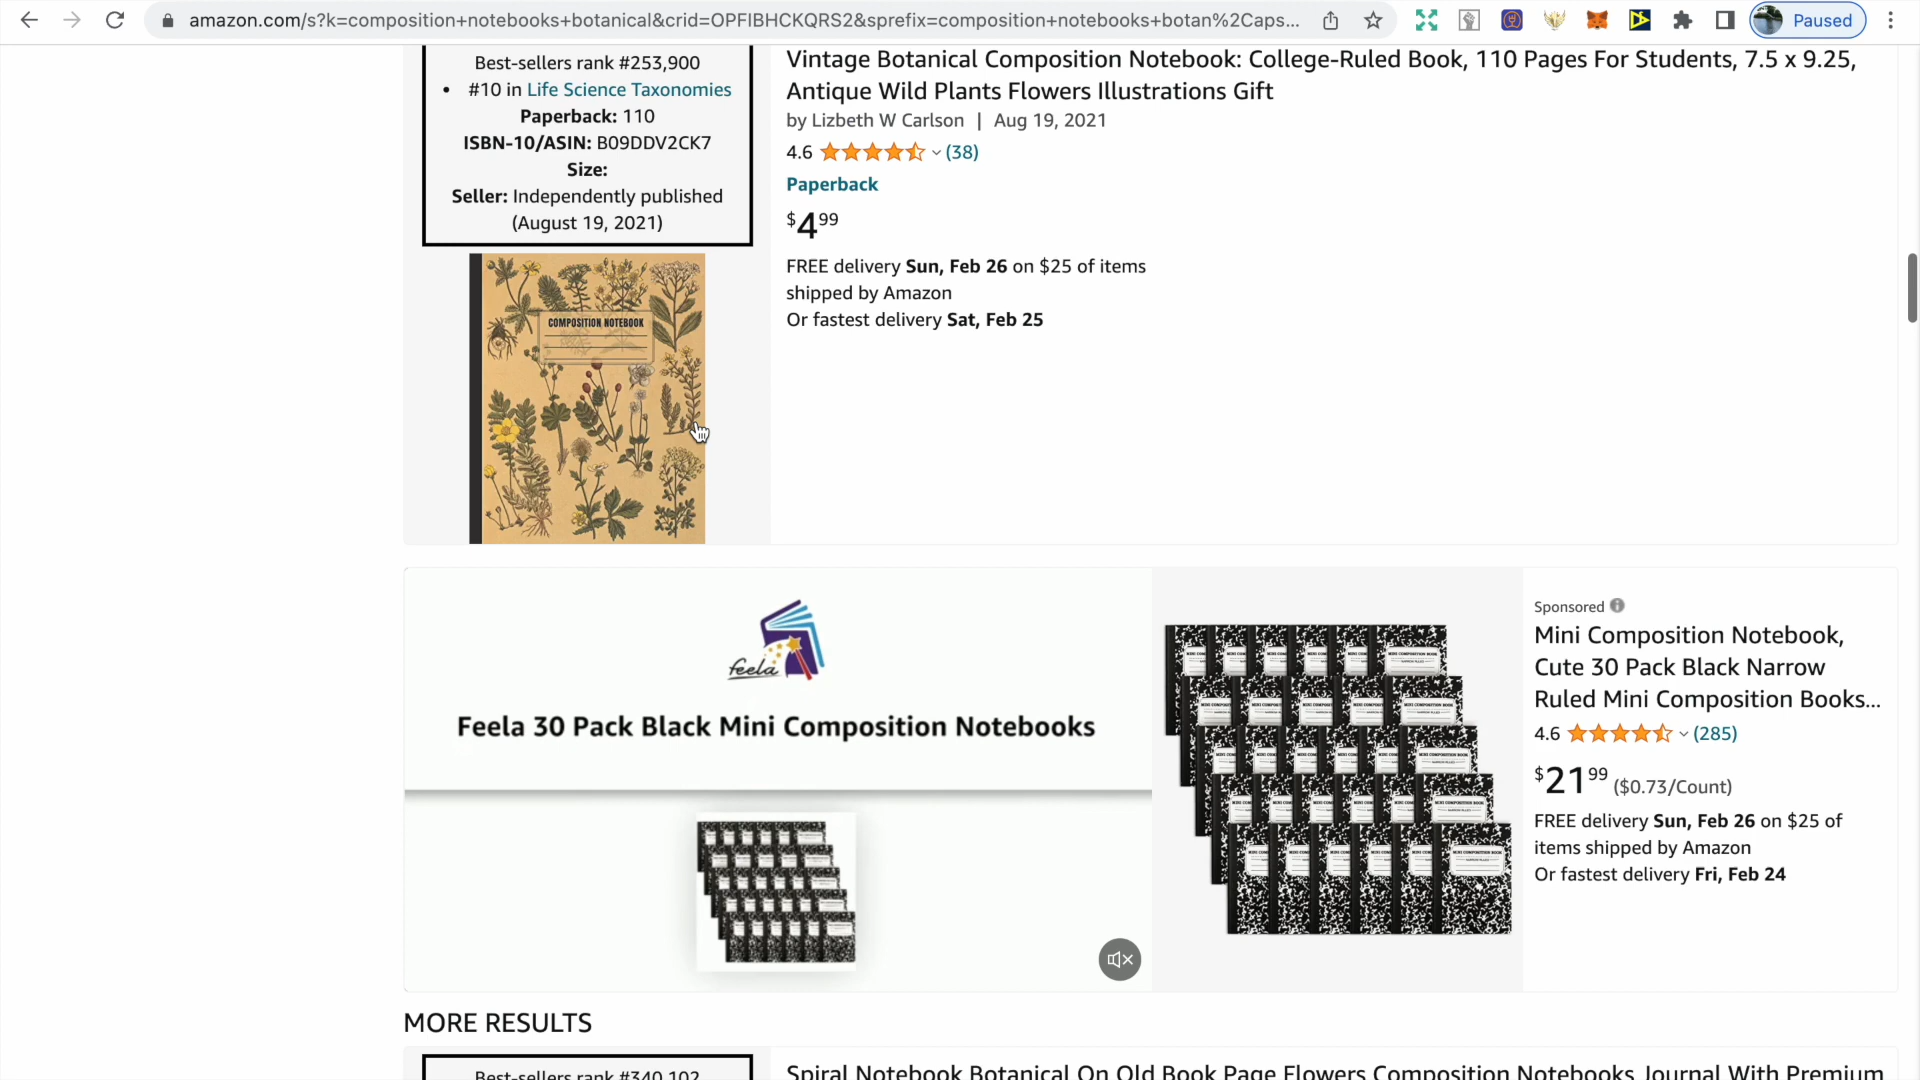 amazon.com/s?k=composition+notebooks+botanical&crid=OPFIBHCKQRS2&sprefix=composition+notebooks+botan%2Caps...
Paused
Best-sellers rank #253,900
• #10 in Life Science Taxonomies
Paperback: 110
ISBN-10/ASIN: B09DDV2CK7
Size:
Seller: Independently published
(August 19, 2021)
COMPOSITION NOTEBOOK
Vintage Botanical Composition Notebook: College-Ruled Book, 110 Pages For Students, 7.5 x 9.25,
Antique Wild Plants Flowers Illustrations Gift
by Lizbeth W Carlson | Aug 19, 2021
4.6 (38)
Paperback
$4.99
FREE delivery Sun, Feb 26 on $25 of items
shipped by Amazon
Or fastest delivery Sat, Feb 25
feela
Feela 30 Pack Black Mini Composition Notebooks
Sponsored
Mini Composition Notebook,
Cute 30 Pack Black Narrow
Ruled Mini Composition Books...
4.6 (285)
$21.99 ($0.73/Count)
FREE delivery Sun, Feb 26 on $25 of
items shipped by Amazon
Or fastest delivery Fri, Feb 24
MORE RESULTS
Best-sellers rank #340,102
Spiral Notebook Botanical On Old Book Page Flowers Composition Notebooks Journal With Premium